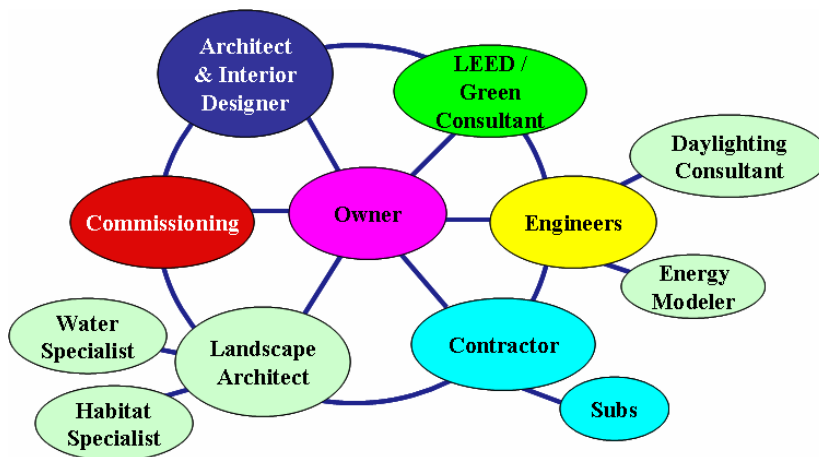 Architect
& Interior
Designer
LEED /
Green
Consultant
Daylighting
Consultant
Commissioning
Owner
Engineers
Energy
Modeler
Water
Specialist
Landscape
Architect
Contractor
Habitat
Specialist
Subs